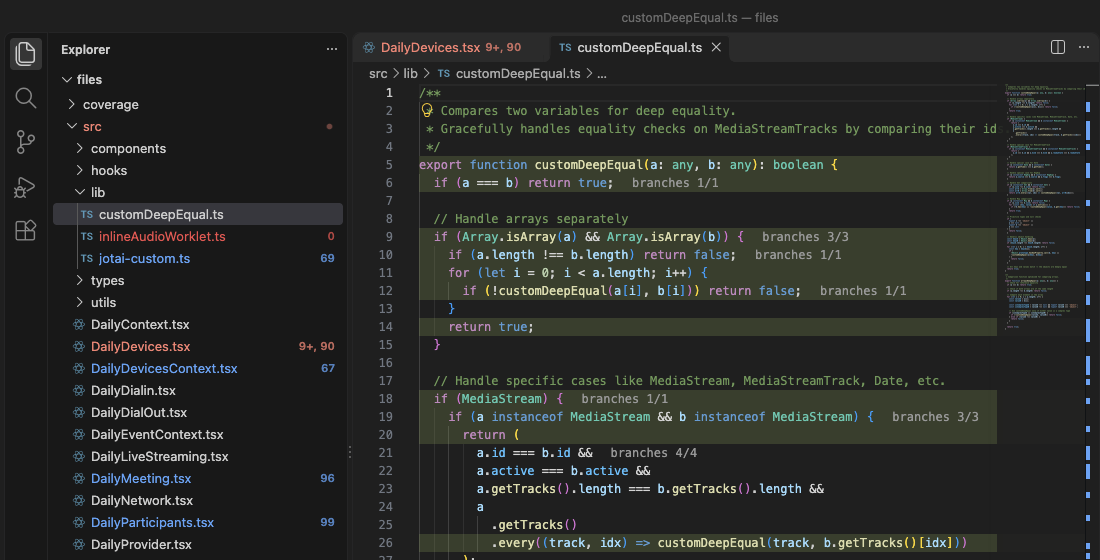 customDeepEqual.ts — files
Explorer
files
coverage
src
components
hooks
lib
TS customDeepEqual.ts
TS inlineAudioWorklet.ts 0
TS jotai-custom.ts 69
types
utils
DailyContext.tsx
DailyDevices.tsx 9+, 90
DailyDevicesContext.tsx 67
DailyDialin.tsx
DailyDialOut.tsx
DailyEventContext.tsx
DailyLiveStreaming.tsx
DailyMeeting.tsx 96
DailyNetwork.tsx
DailyParticipants.tsx 99
DailyProvider.tsx
DailyDevices.tsx 9+, 90
TS customDeepEqual.ts
src > lib > TS customDeepEqual.ts > ...
1 /**
2 * Compares two variables for deep equality.
3 * Gracefully handles equality checks on MediaStreamTracks by comparing their id
4 */
5 export function customDeepEqual(a: any, b: any): boolean {
6 if (a === b) return true; branches 1/1
7
8 // Handle arrays separately
9 if (Array.isArray(a) && Array.isArray(b)) { branches 3/3
10 if (a.length !== b.length) return false; branches 1/1
11 for (let i = 0; i < a.length; i++) {
12 if (!customDeepEqual(a[i], b[i])) return false; branches 1/1
13 }
14 return true;
15 }
16
17 // Handle specific cases like MediaStream, MediaStreamTrack, Date, etc.
18 if (MediaStream) { branches 1/1
19 if (a instanceof MediaStream && b instanceof MediaStream) { branches 3/3
20 return (
21 a.id === b.id && branches 4/4
22 a.active === b.active &&
23 a.getTracks().length === b.getTracks().length &&
24 a
25 .getTracks()
26 .every((track, idx) => customDeepEqual(track, b.getTracks()[idx]))